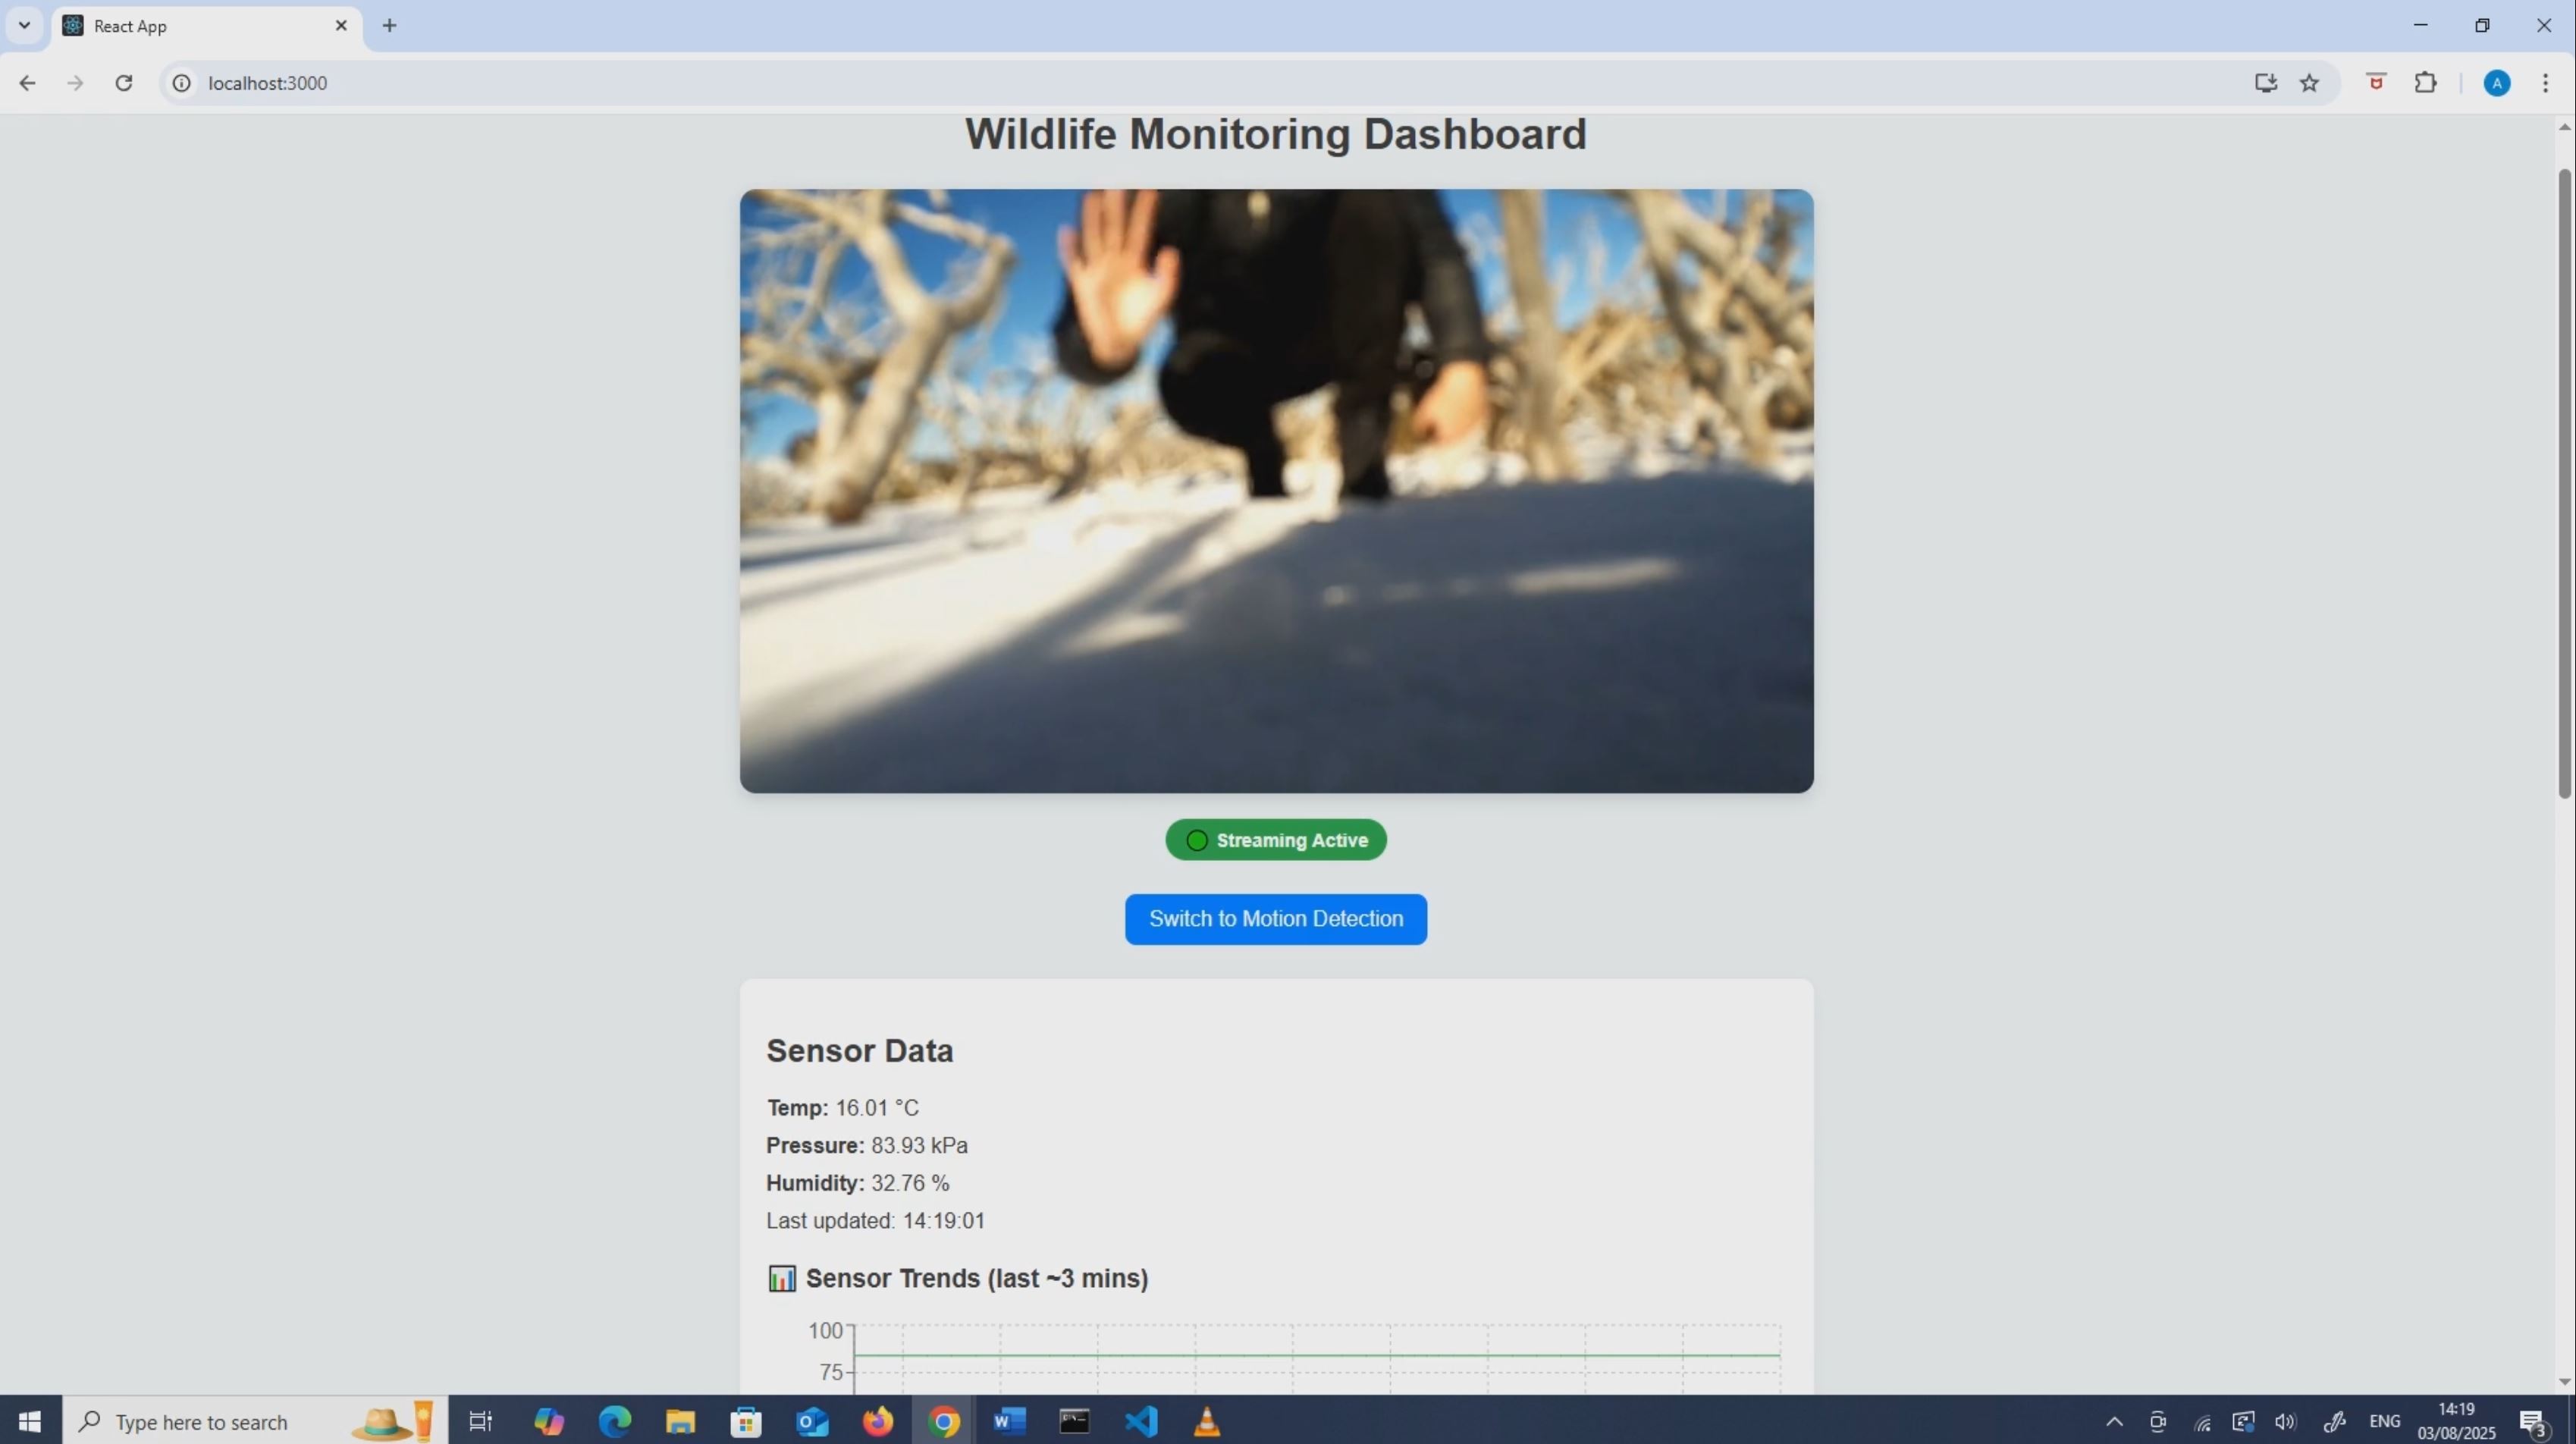 React App
localhost:3000
A
Wildlife Monitoring Dashboard
Streaming Active
Switch to Motion Detection
Sensor Data
Temp: 16.01 °C
Pressure: 83.93 kPa
Humidity: 32.76 %
Last updated: 14:19:01
Sensor Trends (last ~3 mins)
100
75
Type here to search
ENG
14:19
03/08/2025
3